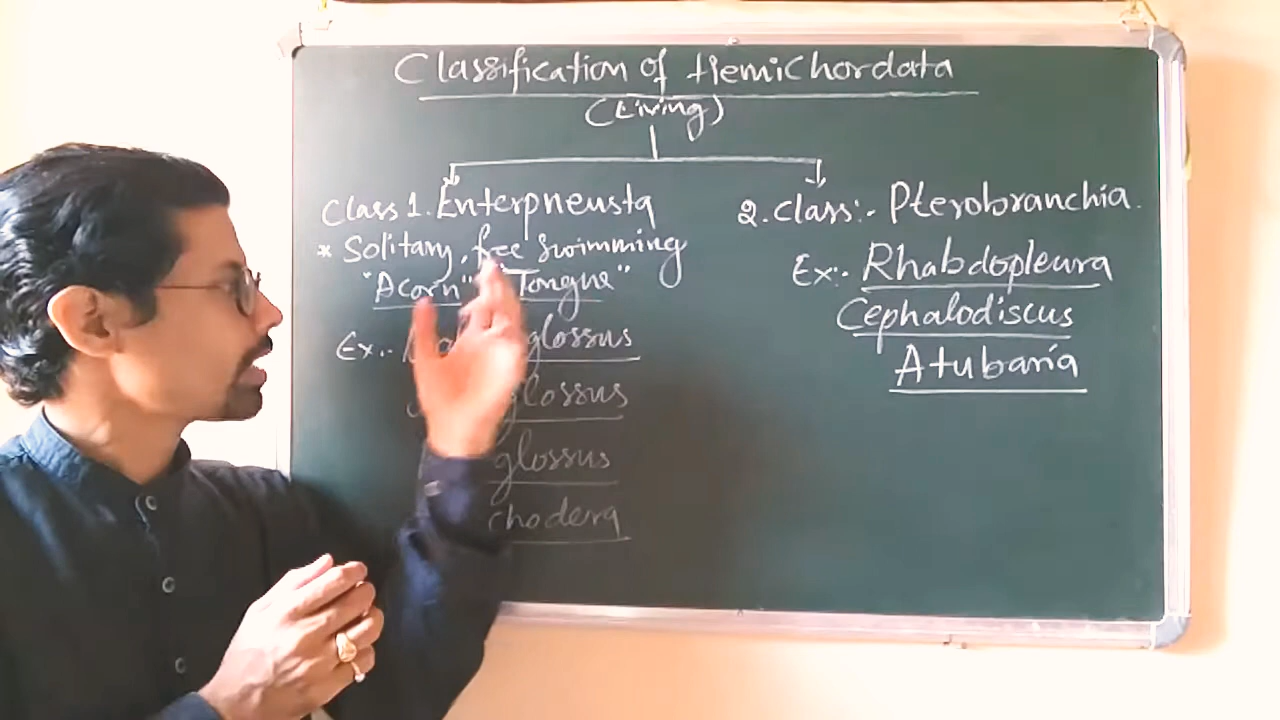 Classification of Hemichordata
(Living)
Class 1. Enterpneusta
* Solitary, free Swimming
"Acorn" "Tongue"
Ex:-
glossus
glossus
glossus
chodera
2. Class:- Pterobranchia.
Ex:- Rhabdopleura
Cephalodiscus
Atubaria